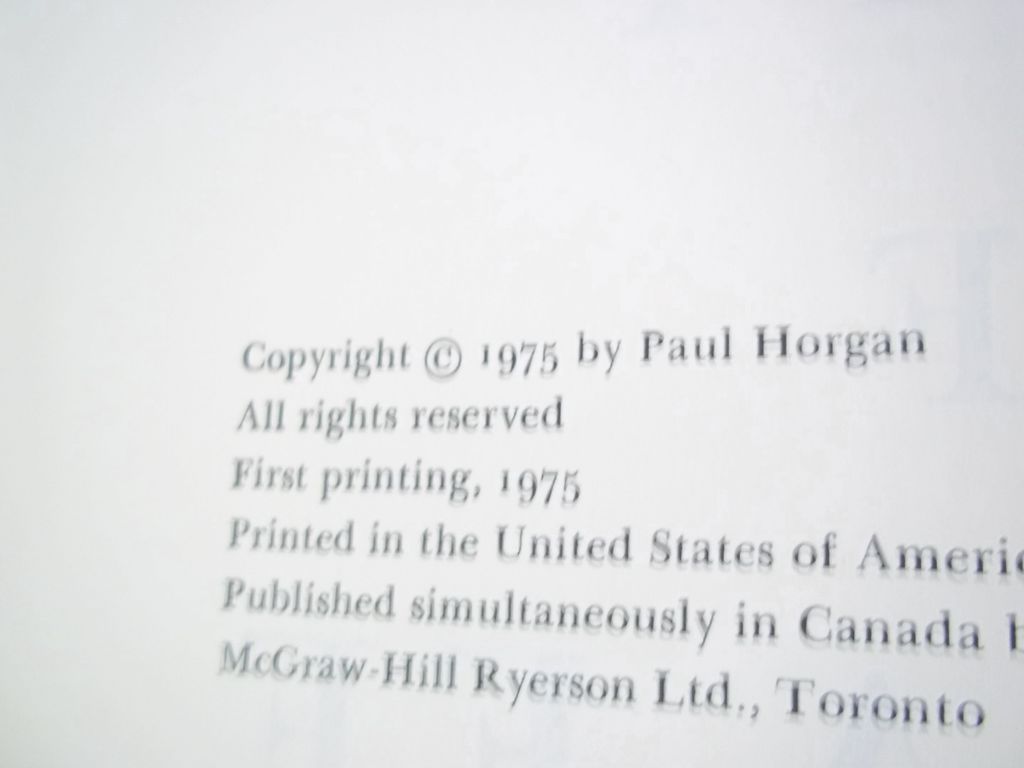 Copyright © 1975 by Paul Horgan
All rights reserved
First printing, 1975
Printed in the United States of Americ
Published simultaneously in Canada b
McGraw-Hill Ryerson Ltd., Toronto